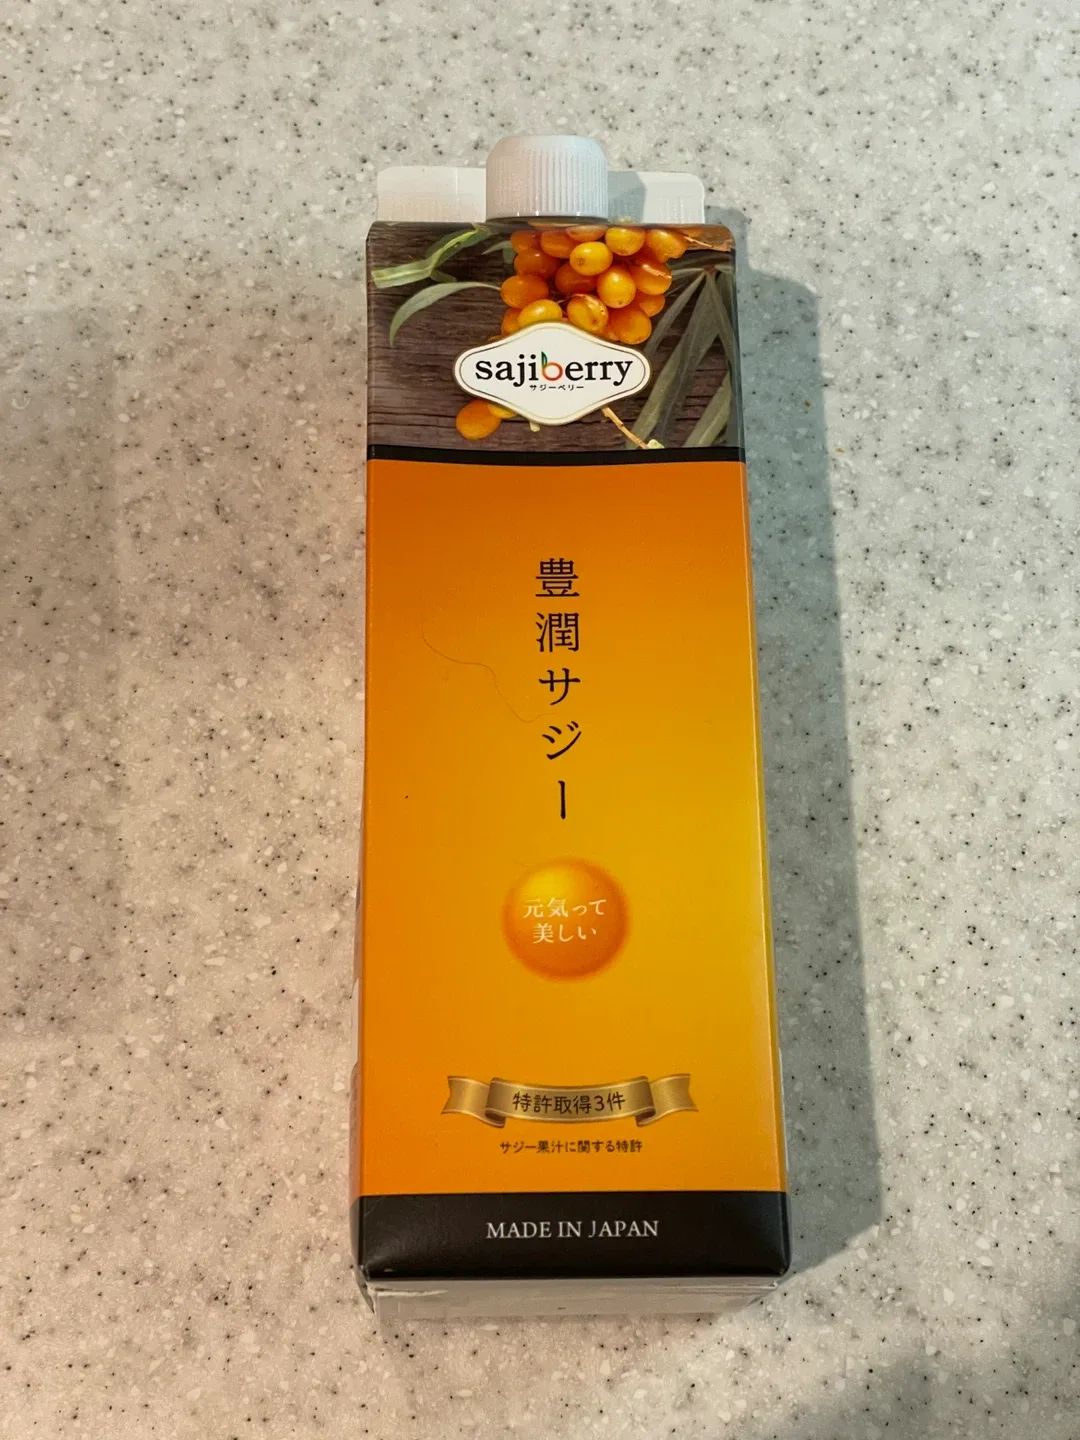 sajiberry
サジーベリー
豊潤サジー
元気って
美しい
特許取得3件
サジー果汁に関する特許
MADE IN JAPAN